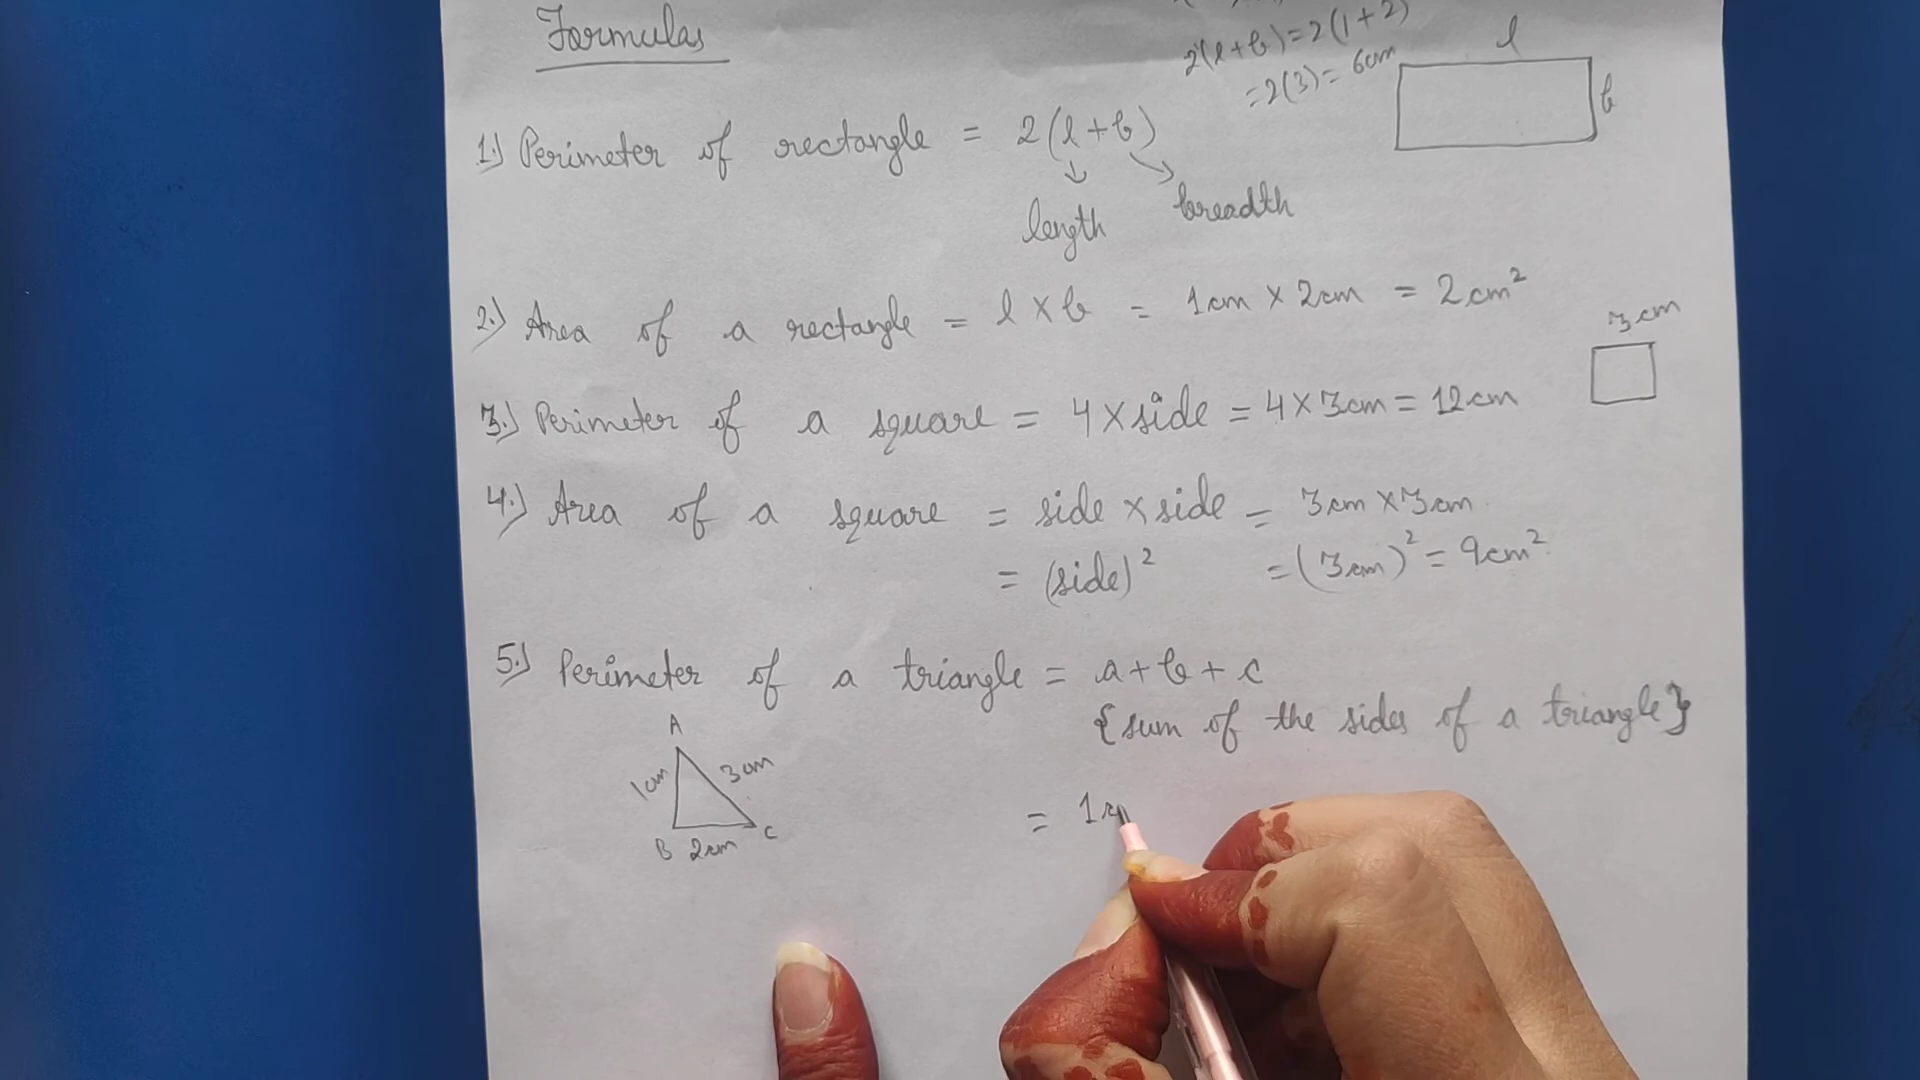 Formulas
2(l+b)=2(1+2)
=2(3)= 6cm
l
b
1.) Perimeter of rectangle = 2(l+b)
length
breadth
2.) Area of a rectangle = l × b = 1cm × 2cm = 2cm²
3cm
3.) Perimeter of a square = 4 × side = 4 × 3cm = 12cm
4.) Area of a square = side × side = 3cm × 3cm
= (side)² = (3cm)² = 9cm²
5.) Perimeter of a triangle = a + b + c
{sum of the sides of a triangle}
A
1cm
3cm
B 2cm C
= 1